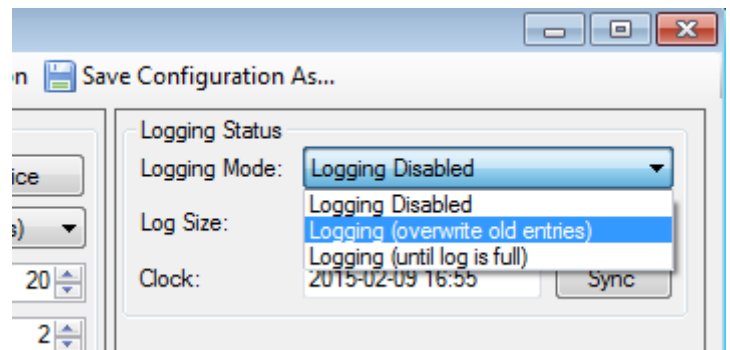 n Save Configuration As...
Logging Status
ice
Logging Mode: Logging Disabled
Logging Disabled
s)
Log Size:
Logging (overwrite old entries)
Logging (until log is full)
20
Clock: 2015-02-09 16:55 Sync
2